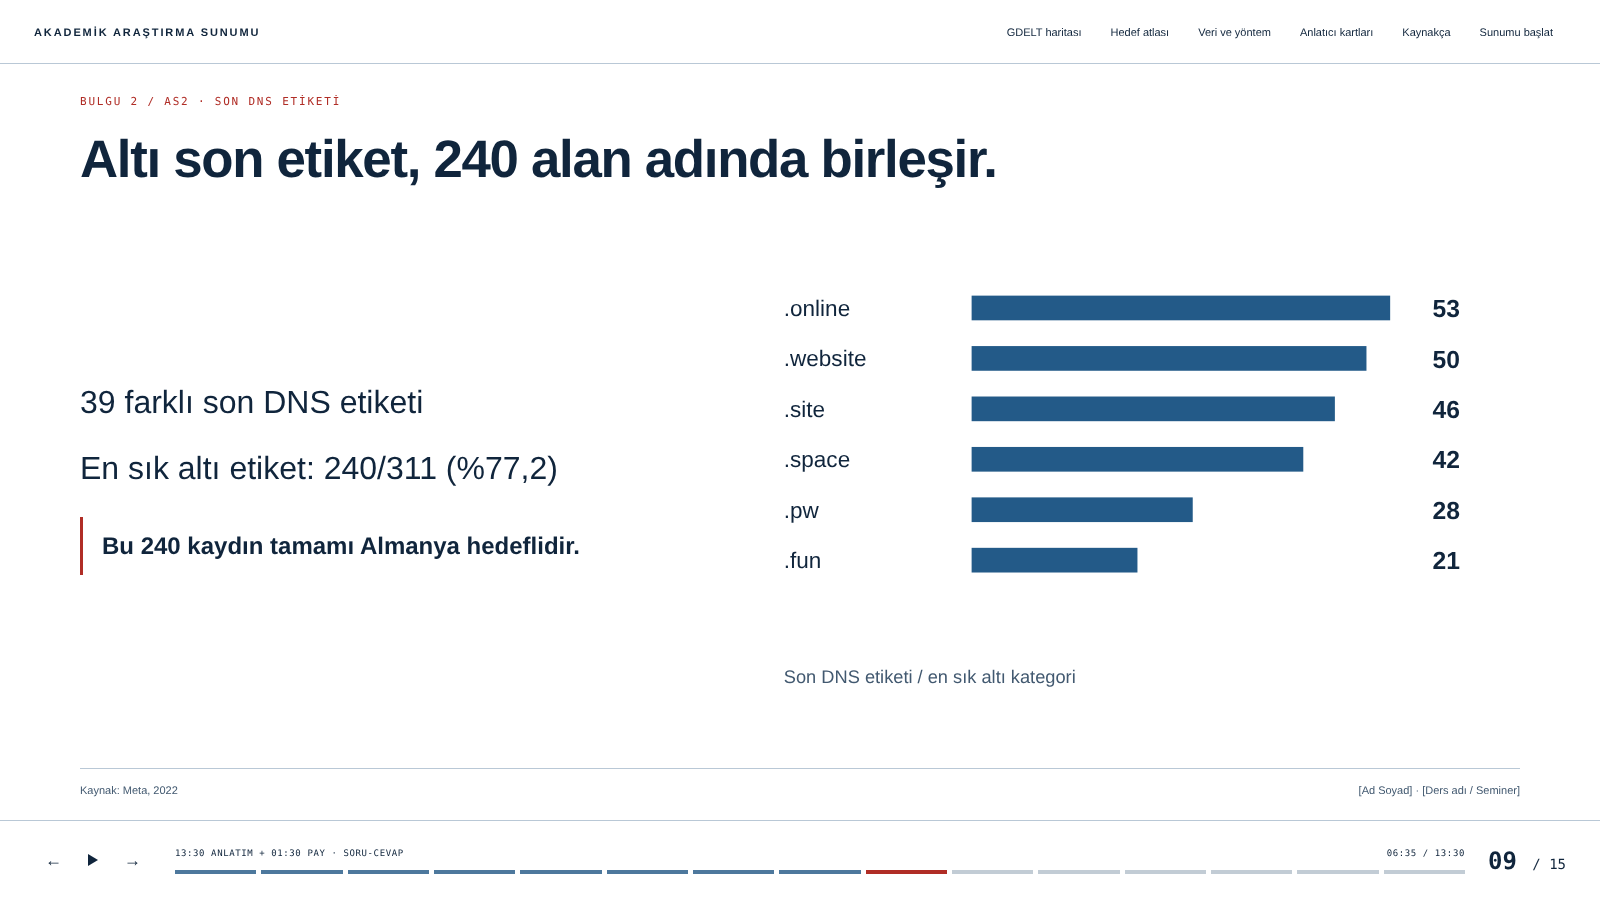 AKADEMİK ARAŞTIRMA SUNUMU
GDELT haritası
Hedef atlası
Veri ve yöntem
Anlatıcı kartları
Kaynakça
Sunumu başlat
BULGU 2 / AS2 · SON DNS ETİKETİ
Altı son etiket, 240 alan adında birleşir.
39 farklı son DNS etiketi
En sık altı etiket: 240/311 (%77,2)
Bu 240 kaydın tamamı Almanya hedeflidir.
.online 53
.website 50
.site 46
.space 42
.pw 28
.fun 21
Son DNS etiketi / en sık altı kategori
Kaynak: Meta, 2022
[Ad Soyad] · [Ders adı / Seminer]
← → 13:30 ANLATIM + 01:30 PAY · SORU-CEVAP
06:35 / 13:30
09 / 15